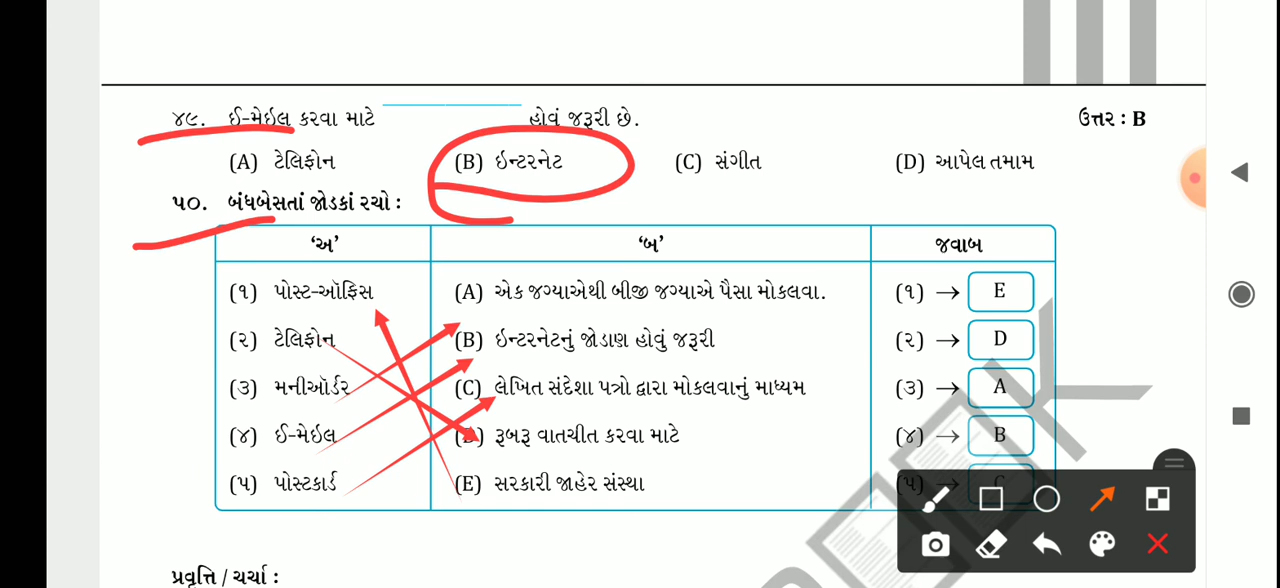 ૪૯. ઈ-મેઇલ કરવા માટે ____________ હોવું જરૂરી છે. ઉત્તર : B
(A) ટેલિફોન (B) ઇન્ટરનેટ (C) સંગીત (D) આપેલ તમામ
૫૦. બંધબેસતાં જોડકાં રચો :
‘અ’ ‘બ’ જવાબ
(૧) પોસ્ટ-ઑફિસ (A) એક જગ્યાએથી બીજી જગ્યાએ પૈસા મોકલવા. (૧) → E
(૨) ટેલિફોન (B) ઇન્ટરનેટનું જોડાણ હોવું જરૂરી (૨) → D
(૩) મનીઑર્ડર (C) લેખિત સંદેશા પત્રો દ્વારા મોકલવાનું માધ્યમ (૩) → A
(૪) ઈ-મેઇલ (D) રૂબરૂ વાતચીત કરવા માટે (૪) → B
(૫) પોસ્ટકાર્ડ (E) સરકારી જાહેર સંસ્થા (૫) → C
પ્રવૃત્તિ / ચર્ચા :